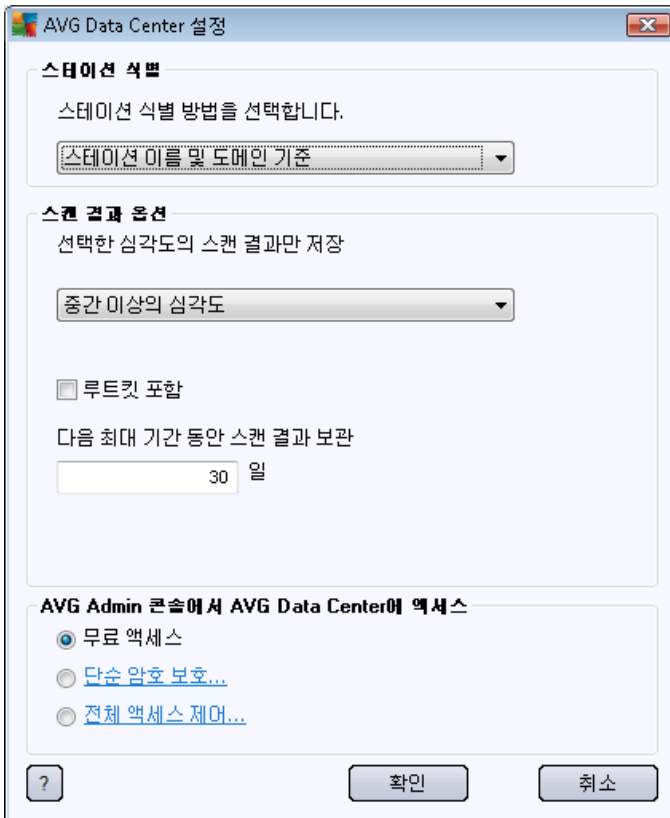 AVG Data Center 설정
스테이션 식별
스테이션 식별 방법을 선택합니다.
스테이션 이름 및 도메인 기준
스캔 결과 옵션
선택한 심각도의 스캔 결과만 저장
중간 이상의 심각도
루트킷 포함
다음 최대 기간 동안 스캔 결과 보관
30 일
AVG Admin 콘솔에서 AVG Data Center에 액세스
무료 액세스
단순 암호 보호...
전체 액세스 제어...
? 확인 취소